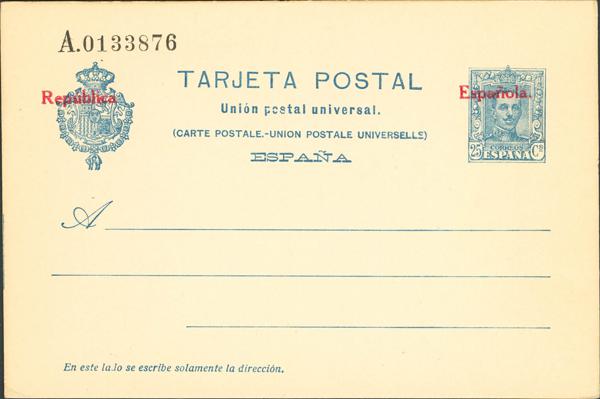 A.0133876
República
TARJETA POSTAL
Unión postal universal.
(CARTE POSTALE.-UNION POSTALE UNIVERSELLE)
ESPAÑA
Española.
CORREOS
25 ESPAÑA Cs
A
En este lado se escribe solamente la dirección.